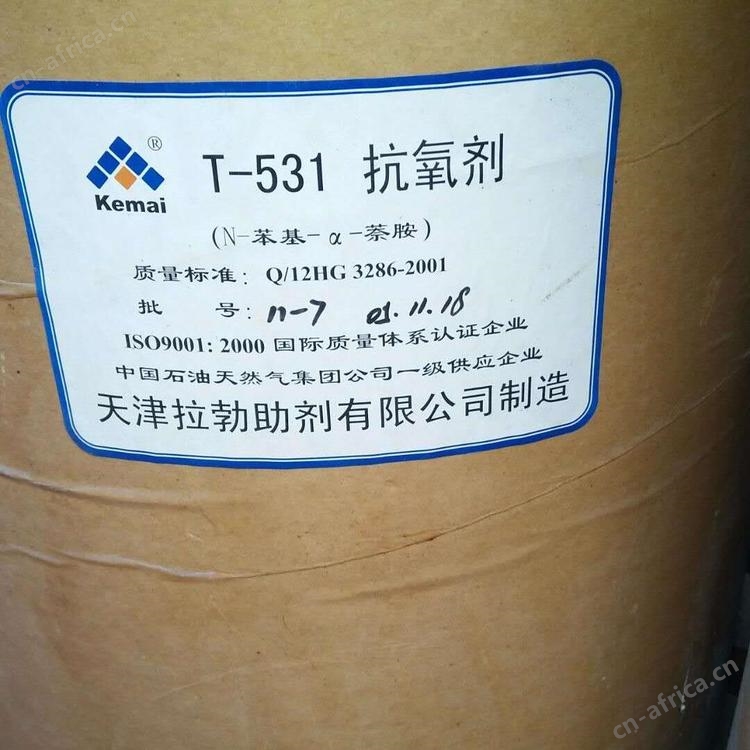 cn-africa.cn
®
Kemai
T-531 抗氧剂
(N-苯基-α-萘胺)
质量标准: Q/12HG 3286-2001
批 号: 11-7 01.11.18
ISO9001: 2000 国际质量体系认证企业
中国石油天然气集团公司一级供应企业
天津拉勃助剂有限公司制造
cn-africa.cn